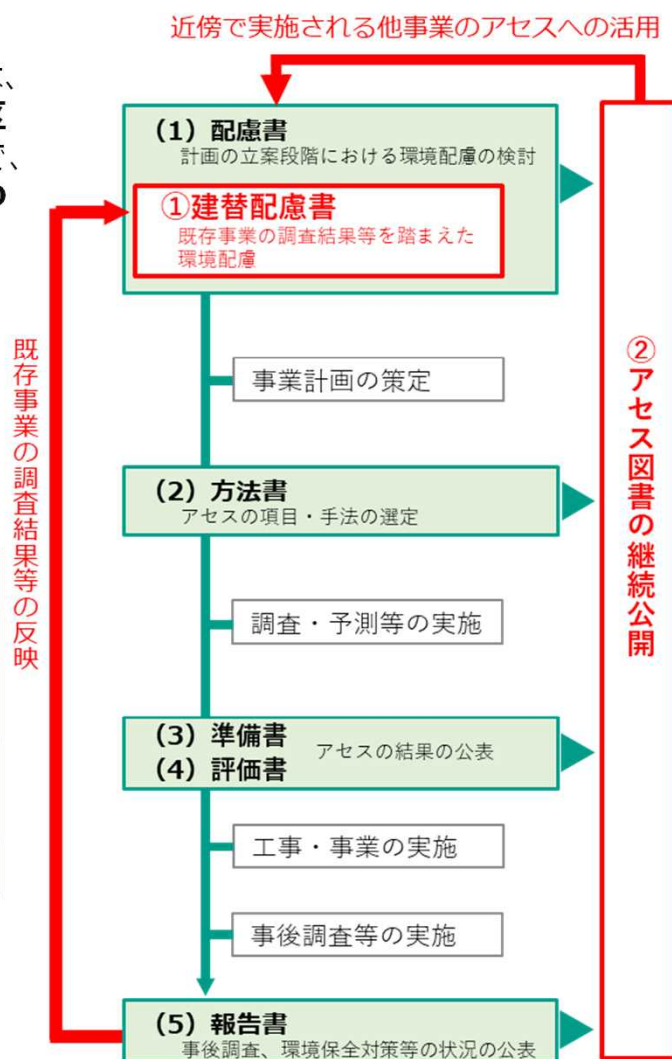 近傍で実施される他事業のアセスへの活用
(1) 配慮書
計画の立案段階における環境配慮の検討
①建替配慮書
既存事業の調査結果等を踏まえた
環境配慮
既存事業の調査結果等の反映
②アセス図書の継続公開
事業計画の策定
(2) 方法書
アセスの項目・手法の選定
調査・予測等の実施
(3) 準備書
(4) 評価書
アセスの結果の公表
工事・事業の実施
事後調査等の実施
(5) 報告書
事後調査、環境保全対策等の状況の公表